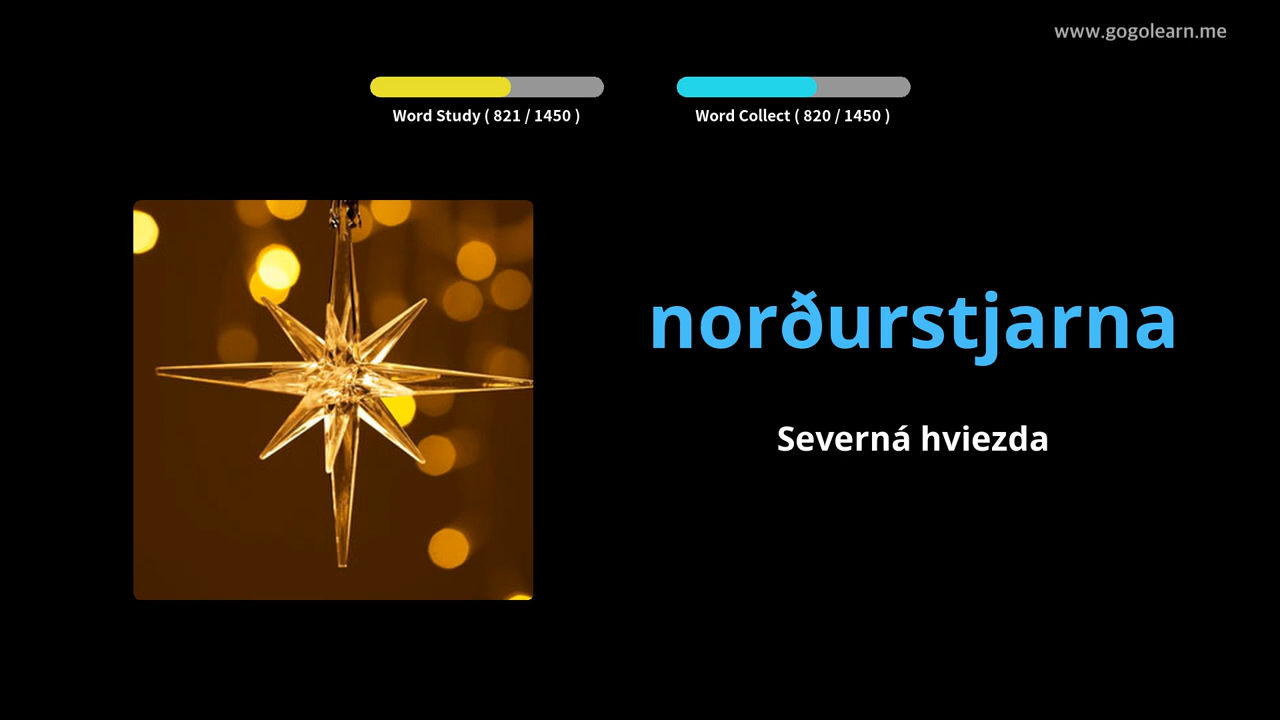 www.gogolearn.me
Word Study ( 821 / 1450 )
Word Collect ( 820 / 1450 )
norðurstjarna
Severná hviezda